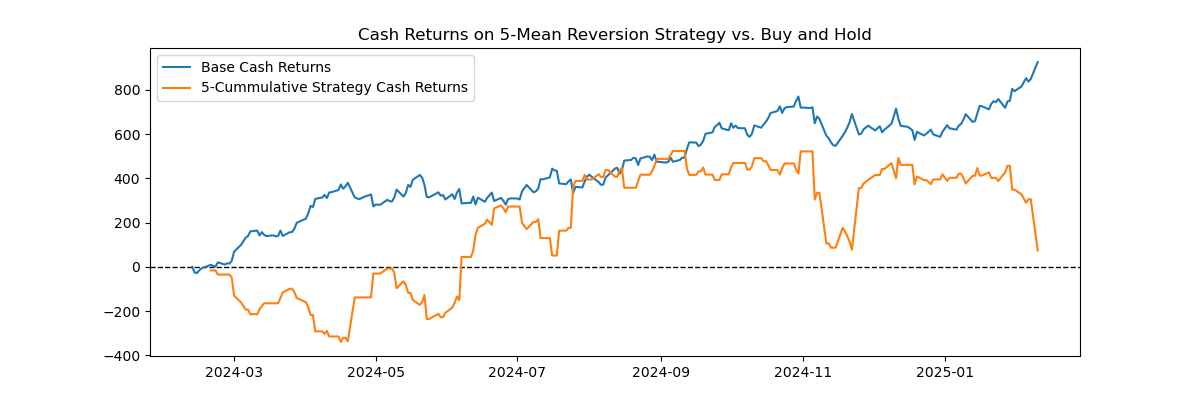 Cash Returns on 5-Mean Reversion Strategy vs. Buy and Hold
Base Cash Returns
5-Cummulative Strategy Cash Returns
800
600
400
200
0
−200
−400
2024-03 2024-05 2024-07 2024-09 2024-11 2025-01